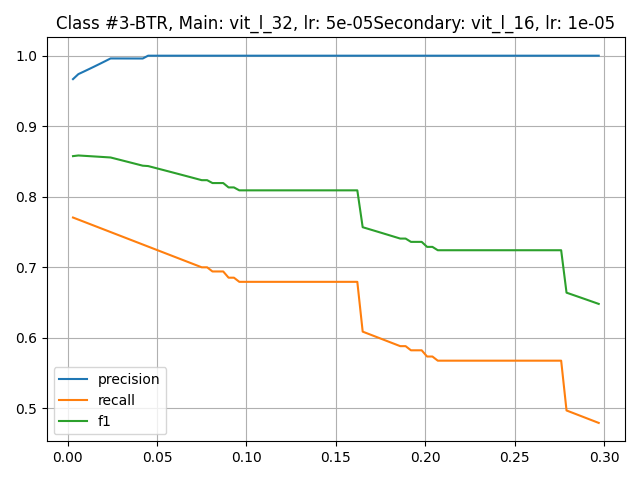 Class #3-BTR, Main: vit_l_32, lr: 5e-05Secondary: vit_l_16, lr: 1e-05
1.0
0.9
0.8
0.7
0.6
0.5
precision
recall
f1
0.00 0.05 0.10 0.15 0.20 0.25 0.30